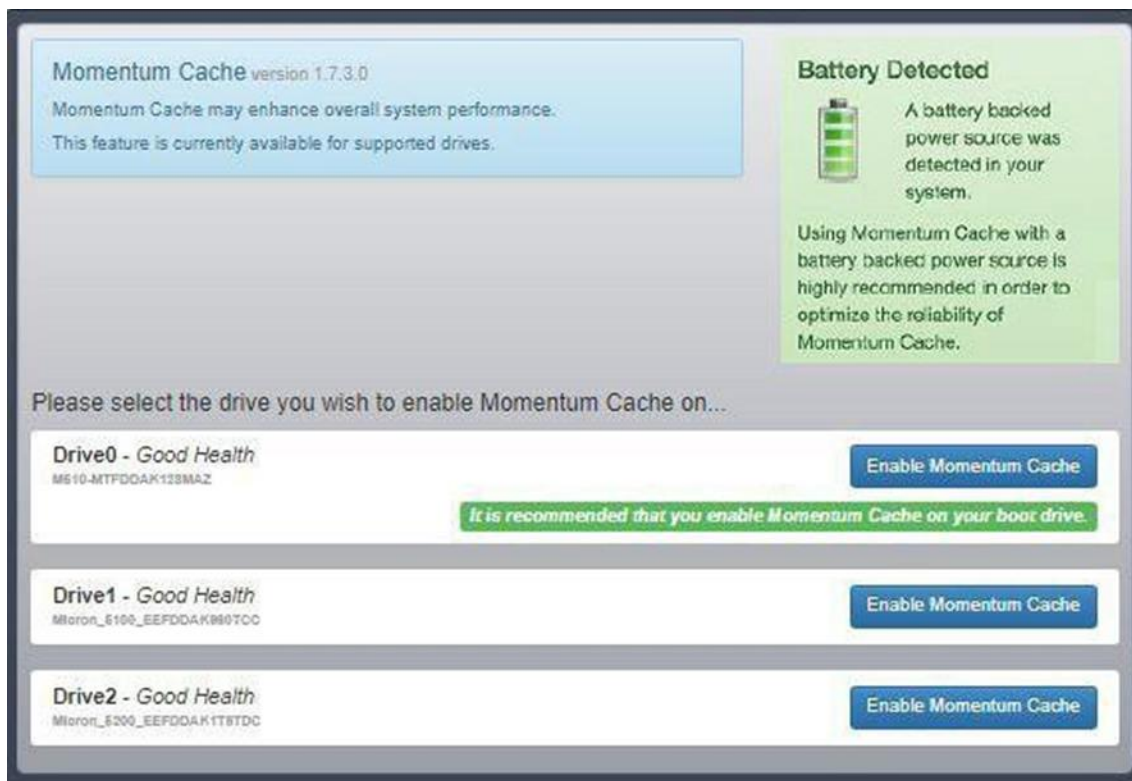 Momentum Cache version 1.7.3.0
Momentum Cache may enhance overall system performance.
This feature is currently available for supported drives.
Battery Detected
A battery backed
power source was
detected in your
system.
Using Momentum Cache with a
battery backed power source is
highly recommended in order to
optimize the reliability of
Momentum Cache.
Please select the drive you wish to enable Momentum Cache on...
Drive0 - Good Health
Enable Momentum Cache
It is recommended that you enable Momentum Cache on your boot drive.
Drive1 - Good Health
Enable Momentum Cache
Drive2 - Good Health
Enable Momentum Cache